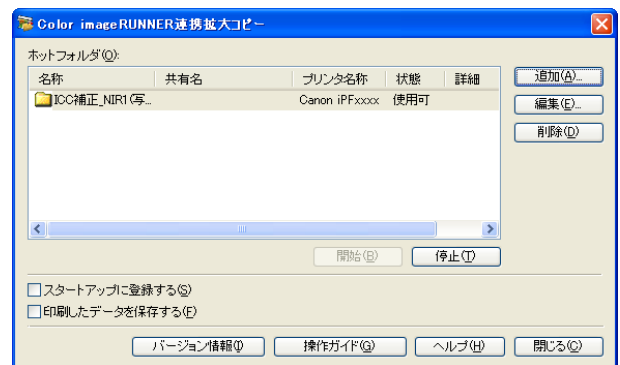 Color imageRUNNER連携拡大コピー
ホットフォルダ(O):
名称 共有名 プリンタ名称 状態 詳細
ICC補正_NIR1(写... Canon iPFxxxx 使用可
追加(A)...
編集(E)...
削除(D)
開始(B) 停止(T)
スタートアップに登録する(S)
印刷したデータを保存する(F)
バージョン情報(I) 操作ガイド(G) ヘルプ(H) 閉じる(C)